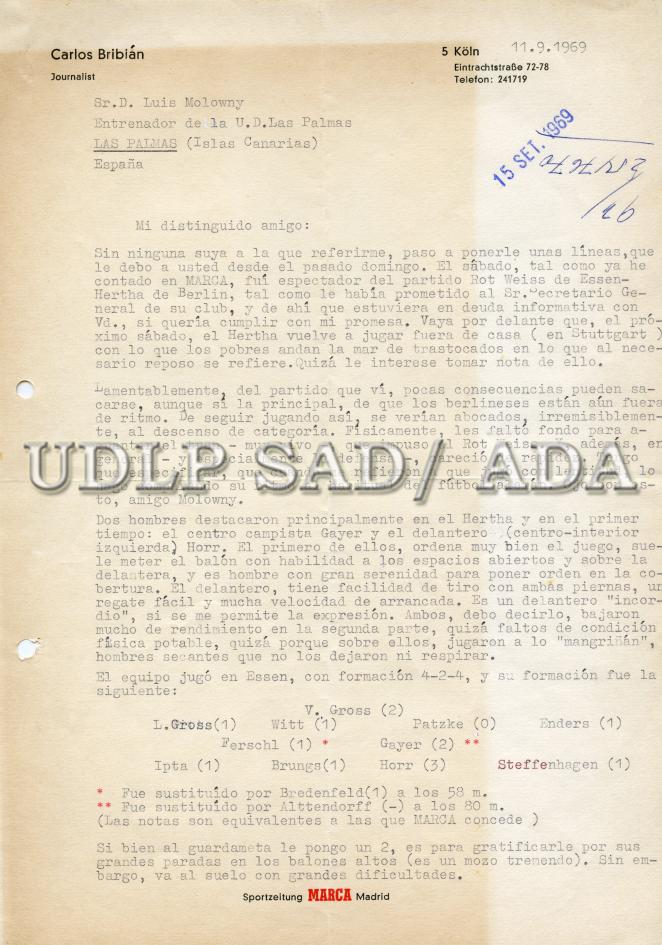 Carlos Bribián
Journalist
5 Köln 11.9.1969
Eintrachtstraße 72-78
Telefon: 241719
Sr.D. Luis Molowny
Entrenador de la U.D.Las Palmas
LAS PALMAS (Islas Canarias)
España
15 SET. 1969
Mi distinguido amigo:
Sin ninguna suya a la que referirme, paso a ponerle unas líneas,que
le debo a usted desde el pasado domingo. El sábado, tal como ya he
contado en MARCA, fuí espectador del partido Rot Weiss de Essen-
Hertha de Berlin, tal como le había prometido al Sr.Secretario Ge-
neral de su club, y de ahí que estuviera en deuda informativa con
Vd., si quería cumplir con mi promesa. Vaya por delante que, el pró-
ximo sábado, el Hertha vuelve a jugar fuera de casa ( en Stuttgart )
con lo que los pobres andan la mar de trastocados en lo que al nece-
sario reposo se refiere.Quizá le interese tomar nota de ello.
Lamentablemente, del partido que ví, pocas consecuencias pueden sa-
carse, aunque sí la principal, de que los berlineses están aún fuera
de ritmo. De seguir jugando así, se verían abocados, irremisiblemen-
te, al descenso de categoría. Físicamente, les faltó fondo para a-
UDLP SAD/ ADA
to, amigo Molowny.
Dos hombres destacaron principalmente en el Hertha y en el primer
tiempo: el centro campista Gayer y el delantero (centro-interior
izquierda) Horr. El primero de ellos, ordena muy bien el juego, sue-
le meter el balón con habilidad a los espacios abiertos y sobre la
delantera, y es hombre con gran serenidad para poner orden en la co-
bertura. El delantero, tiene facilidad de tiro con ambas piernas, un
regate fácil y mucha velocidad de arrancada. Es un delantero "incor-
dio", si se me permite la expresión. Ambos, debo decirlo, bajaron
mucho de rendimiento en la segunda parte, quizá faltos de condición
física potable, quizá porque sobre ellos, jugaron a lo "mangriñán",
hombres secantes que no los dejaron ni respirar.
El equipo jugó en Essen, con formación 4-2-4, y su formación fue la
siguiente:
V. Gross (2)
L.Gross(1) Witt (1) Patzke (0) Enders (1)
Ferschl (1) * Gayer (2) **
Ipta (1) Brungs(1) Horr (3) Steffenhagen (1)
* Fue sustituído por Bredenfeld(1) a los 58 m.
** Fue sustituído por Alttendorff (-) a los 80 m.
(Las notas son equivalentes a las que MARCA concede )
Si bien al guardameta le pongo un 2, es para gratificarle por sus
grandes paradas en los balones altos (es un mozo tremendo). Sin em-
bargo, va al suelo con grandes dificultades.
Sportzeitung MARCA Madrid